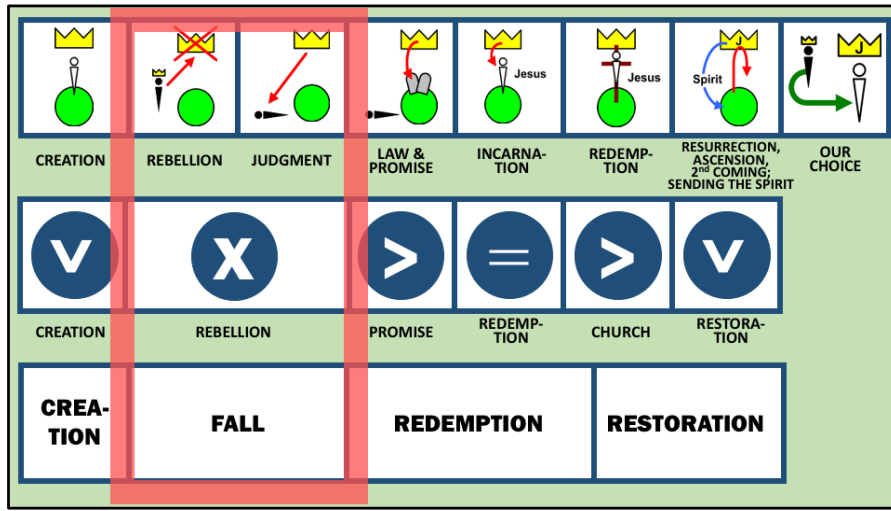 J
Jesus
Jesus
Spirit
J
J
CREATION
REBELLION
JUDGMENT
LAW &
PROMISE
INCARNA-
TION
REDEMP-
TION
RESURRECTION,
ASCENSION,
2nd COMING;
SENDING THE SPIRIT
OUR
CHOICE
V
X
>
=
>
V
CREATION
REBELLION
PROMISE
REDEMP-
TION
CHURCH
RESTORA-
TION
CREA-
TION
FALL
REDEMPTION
RESTORATION